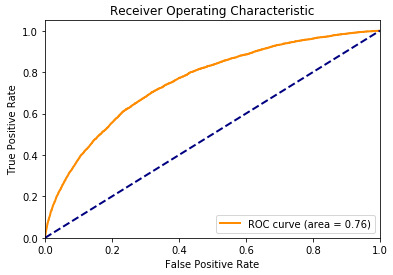 Receiver Operating Characteristic
True Positive Rate
1.0
0.8
0.6
0.4
0.2
0.0
ROC curve (area = 0.76)
0.0 0.2 0.4 0.6 0.8 1.0
False Positive Rate